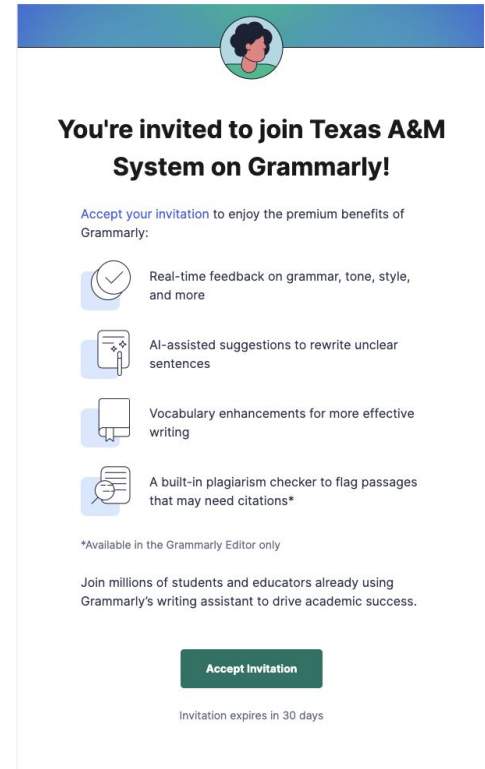 You're invited to join Texas A&M
System on Grammarly!
Accept your invitation to enjoy the premium benefits of
Grammarly:
Real-time feedback on grammar, tone, style,
and more
AI-assisted suggestions to rewrite unclear
sentences
Vocabulary enhancements for more effective
writing
A built-in plagiarism checker to flag passages
that may need citations*
*Available in the Grammarly Editor only
Join millions of students and educators already using
Grammarly’s writing assistant to drive academic success.
Accept Invitation
Invitation expires in 30 days